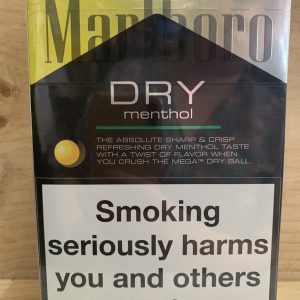 Marlboro
DRY
menthol
THE ABSOLUTE SHARP & CRISP
REFRESHING DRY MENTHOL TASTE
WITH A TWIST OF FLAVOR WHEN
YOU CRUSH THE MEGA™ DRY BALL.
Smoking
seriously harms
you and others